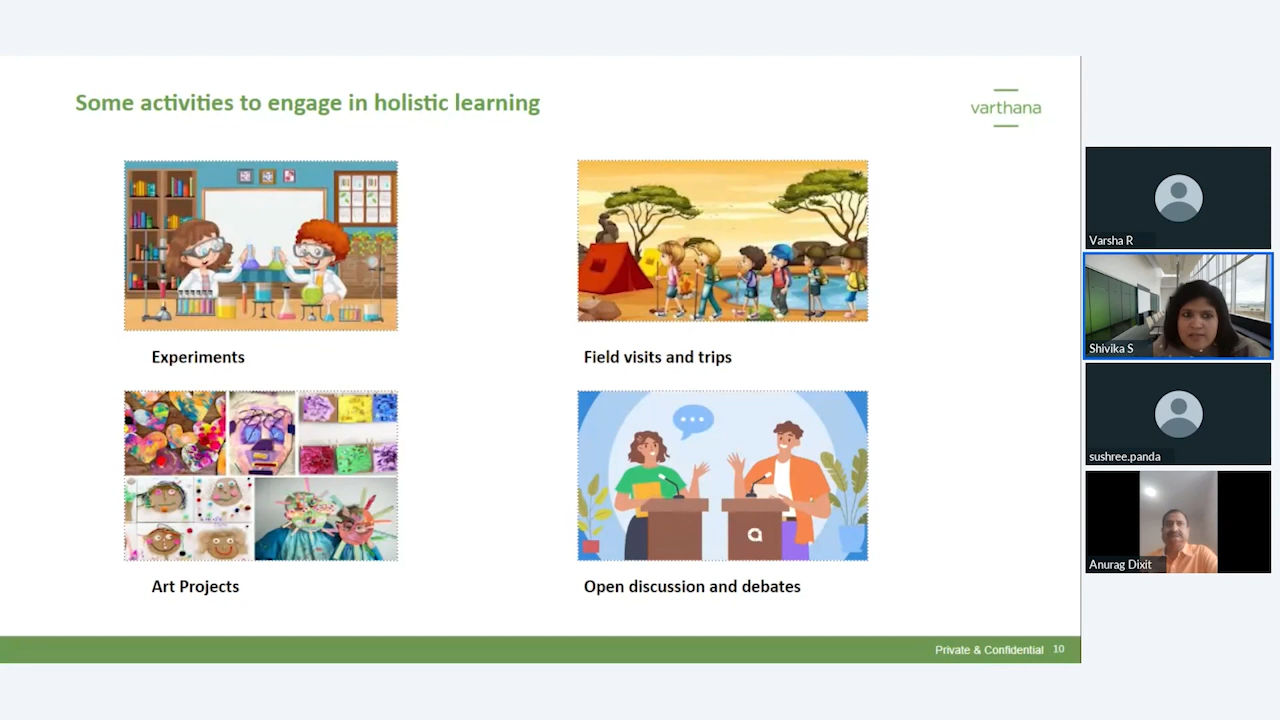 Some activities to engage in holistic learning
varthana
Experiments
Field visits and trips
Art Projects
Open discussion and debates
Private & Confidential 10
Varsha R
Shivika S
sushree.panda
Anurag Dixit